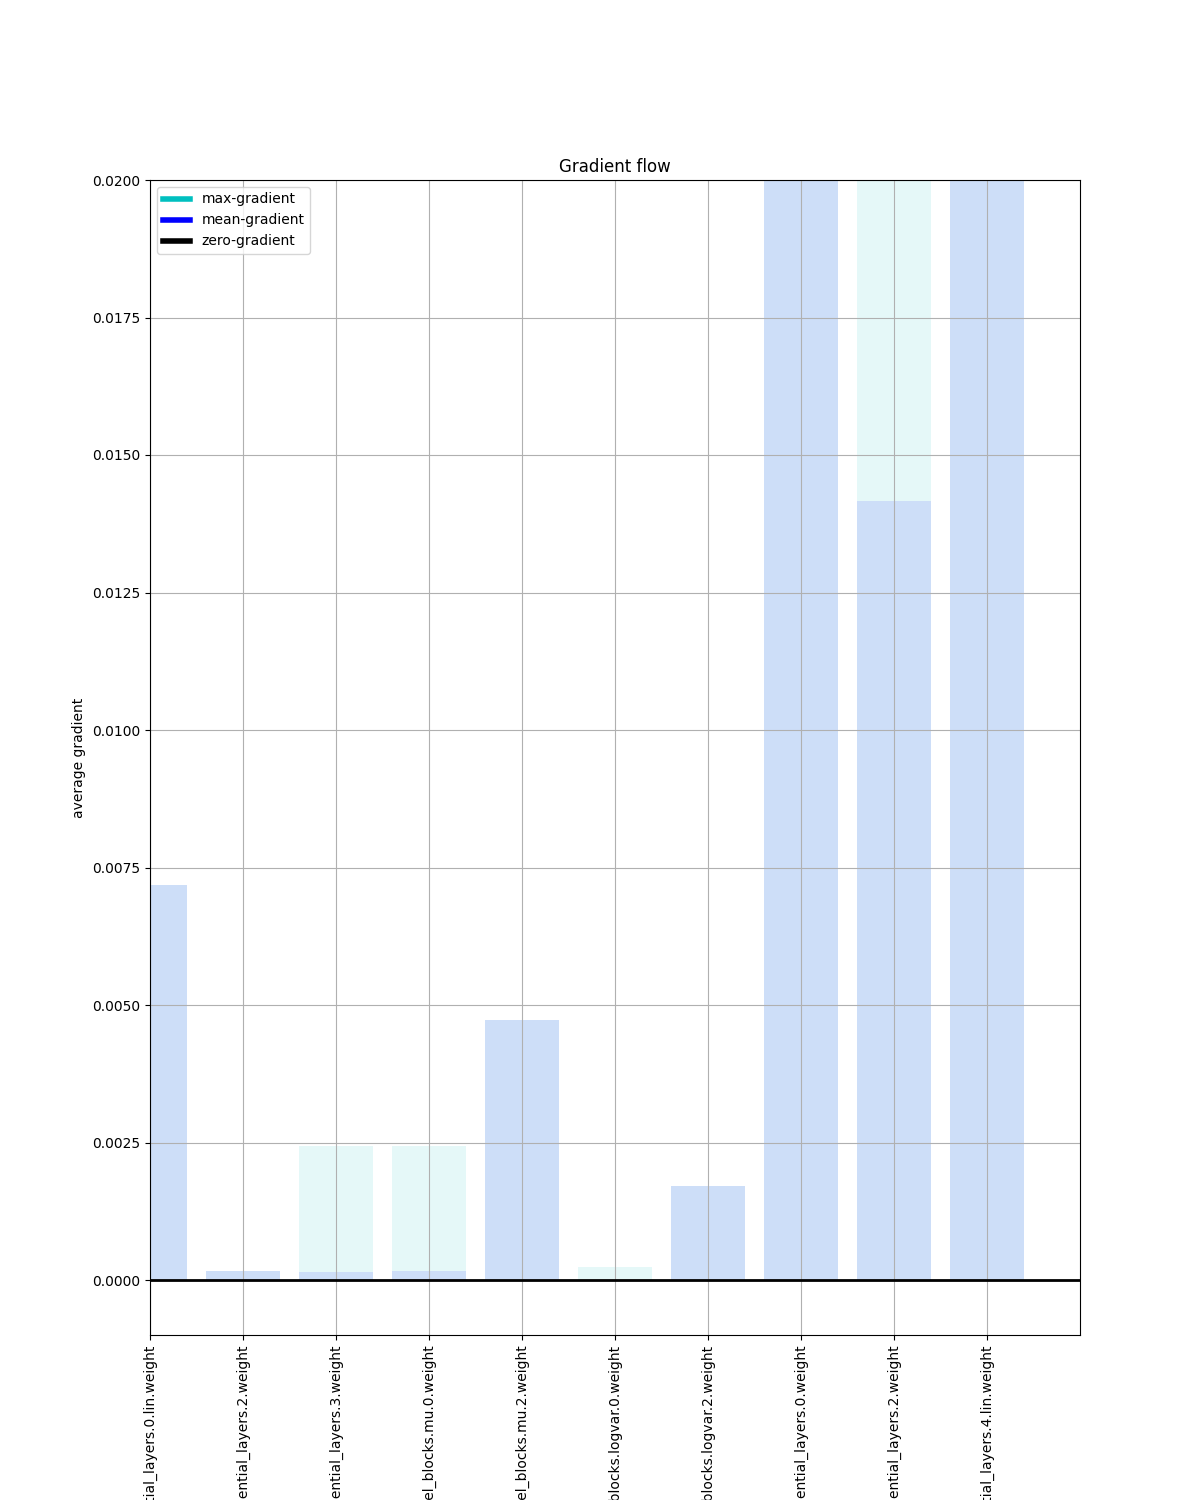 Gradient flow
max-gradient
mean-gradient
zero-gradient
0.0200
0.0175
0.0150
0.0125
0.0100
0.0075
0.0050
0.0025
0.0000
average gradient
tial_layers.0.lin.weight
ential_layers.2.weight
ential_layers.3.weight
el_blocks.mu.0.weight
el_blocks.mu.2.weight
blocks.logvar.0.weight
blocks.logvar.2.weight
ential_layers.0.weight
ential_layers.2.weight
tial_layers.4.lin.weight